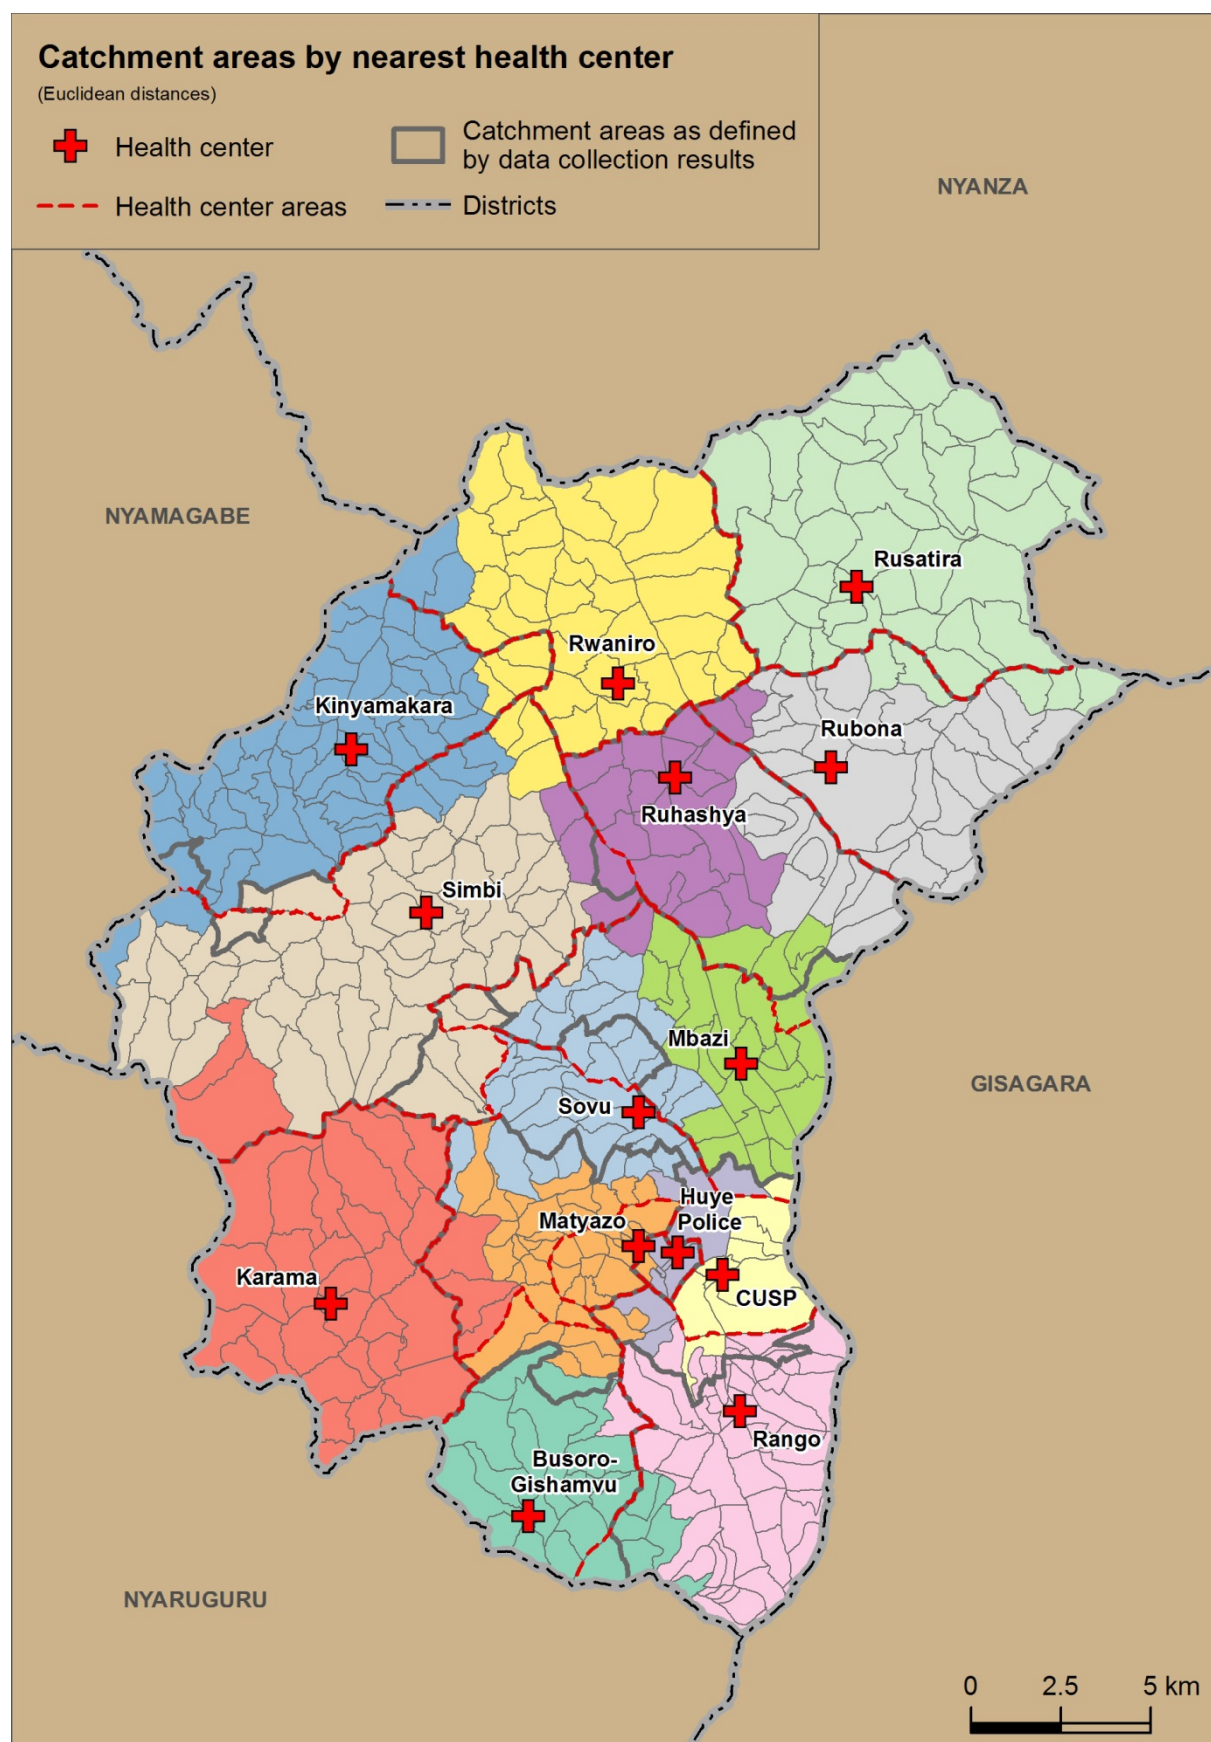 Catchment areas by nearest health center
(Euclidean distances)
Health center
Catchment areas as defined
by data collection results
Health center areas
Districts
NYANZA
NYAMAGABE
Rusatira
Rwaniro
Kinyamakara
Rubona
Ruhashya
Simbi
Mbazi
GISAGARA
Sovu
Huye
Police
Matyazo
Karama
CUSP
Rango
Busoro-
Gishamvu
NYARUGURU
0 2.5 5 km